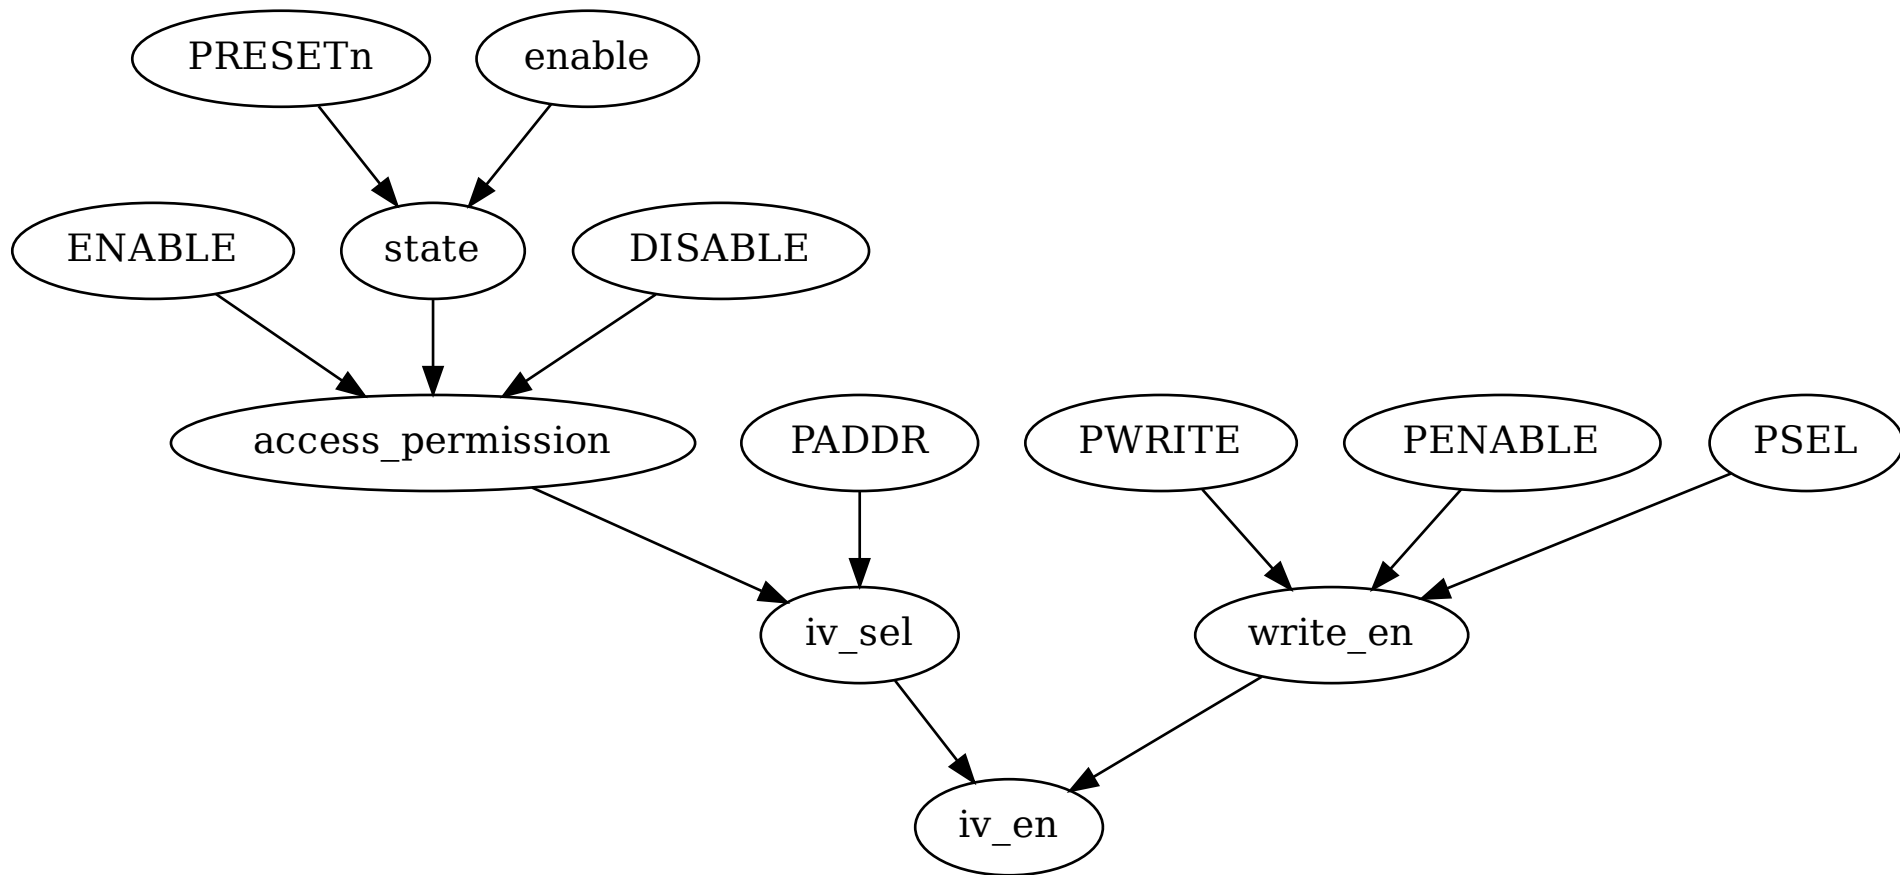 PRESETn enable
ENABLE state DISABLE
access_permission PADDR PWRITE PENABLE PSEL
iv_sel write_en
iv_en